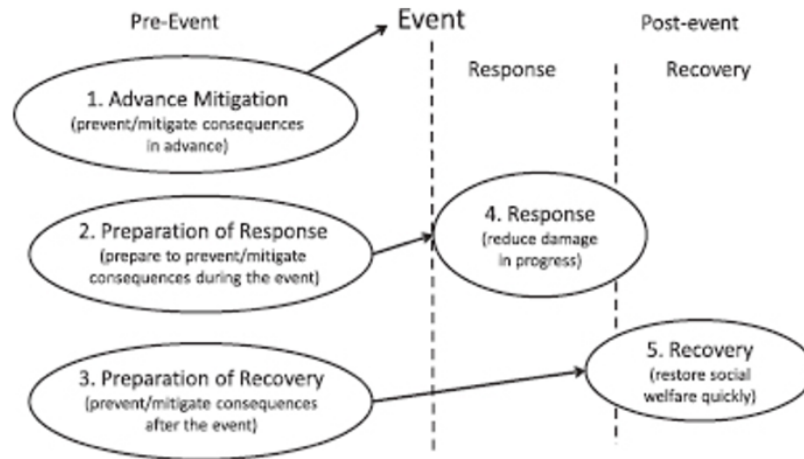 Pre-Event
Event
Post-event
Response
Recovery
1. Advance Mitigation
(prevent/mitigate consequences
in advance)
2. Preparation of Response
(prepare to prevent/mitigate
consequences during the event)
4. Response
(reduce damage
in progress)
3. Preparation of Recovery
(prevent/mitigate consequences
after the event)
5. Recovery
(restore social
welfare quickly)